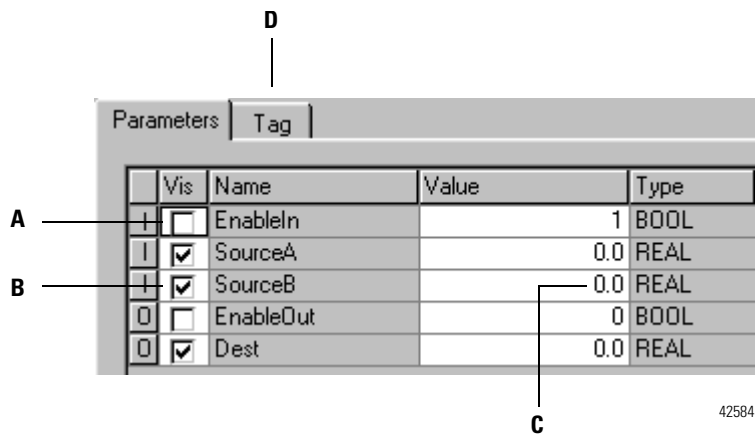 D
Parameters Tag
Vis Name Value Type
A I EnableIn 1 BOOL
I SourceA 0.0 REAL
B I SourceB 0.0 REAL
O EnableOut 0 BOOL
O Dest 0.0 REAL
42584
C